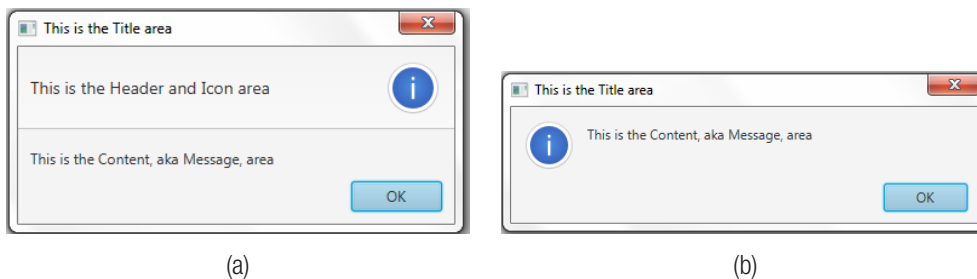 This is the Title area
This is the Header and Icon area
i
This is the Content, aka Message, area
OK
(a)
This is the Title area
i
This is the Content, aka Message, area
OK
(b)